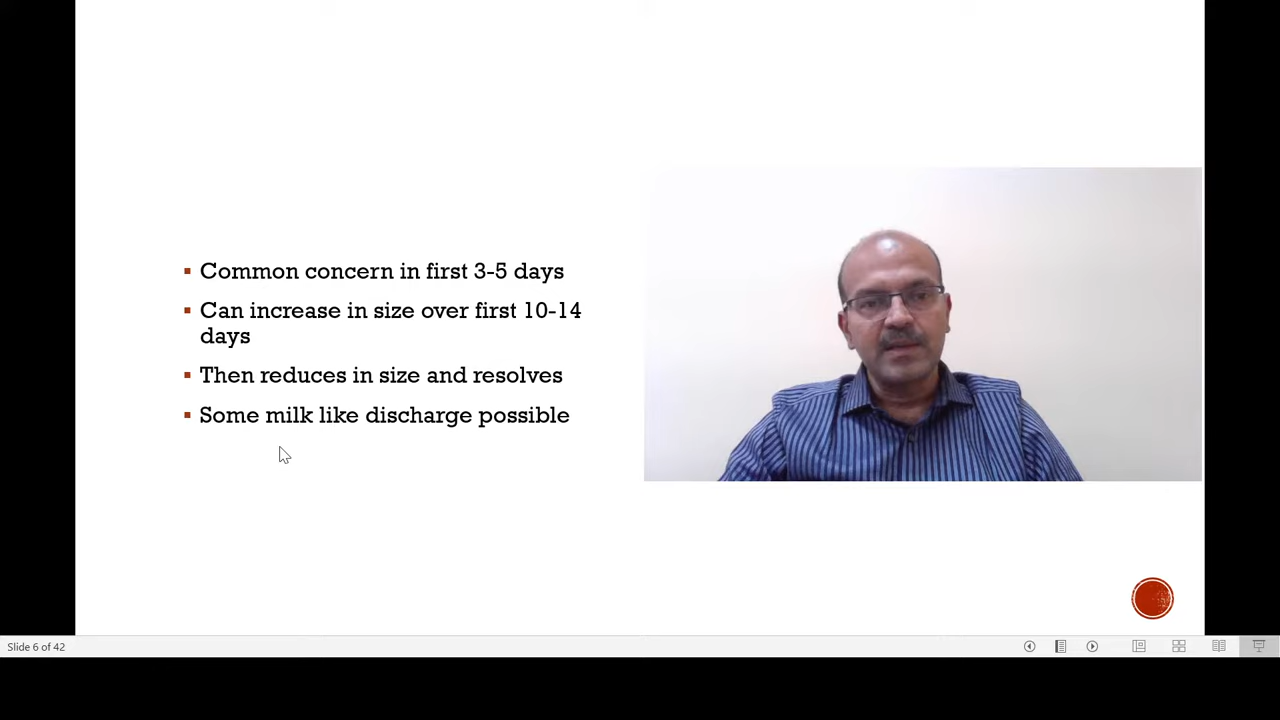 Common concern in first 3-5 days
Can increase in size over first 10-14
days
Then reduces in size and resolves
Some milk like discharge possible
Slide 6 of 42